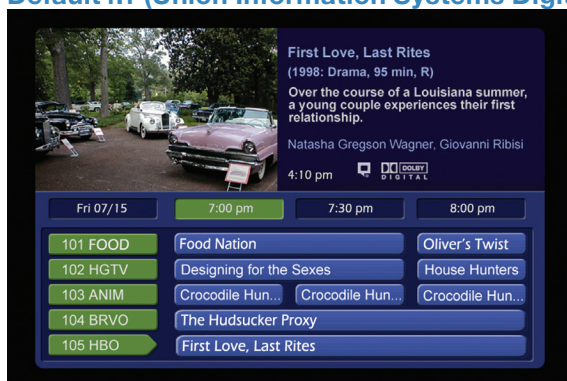 First Love, Last Rites
(1998: Drama, 95 min, R)
Over the course of a Louisiana summer,
a young couple experiences their first
relationship.
Natasha Gregson Wagner, Giovanni Ribisi
4:10 pm DOLBY
DIGITAL
Fri 07/15 7:00 pm 7:30 pm 8:00 pm
101 FOOD Food Nation Oliver's Twist
102 HGTV Designing for the Sexes House Hunters
103 ANIM Crocodile Hun... Crocodile Hun... Crocodile Hun...
104 BRVO The Hudsucker Proxy
105 HBO First Love, Last Rites